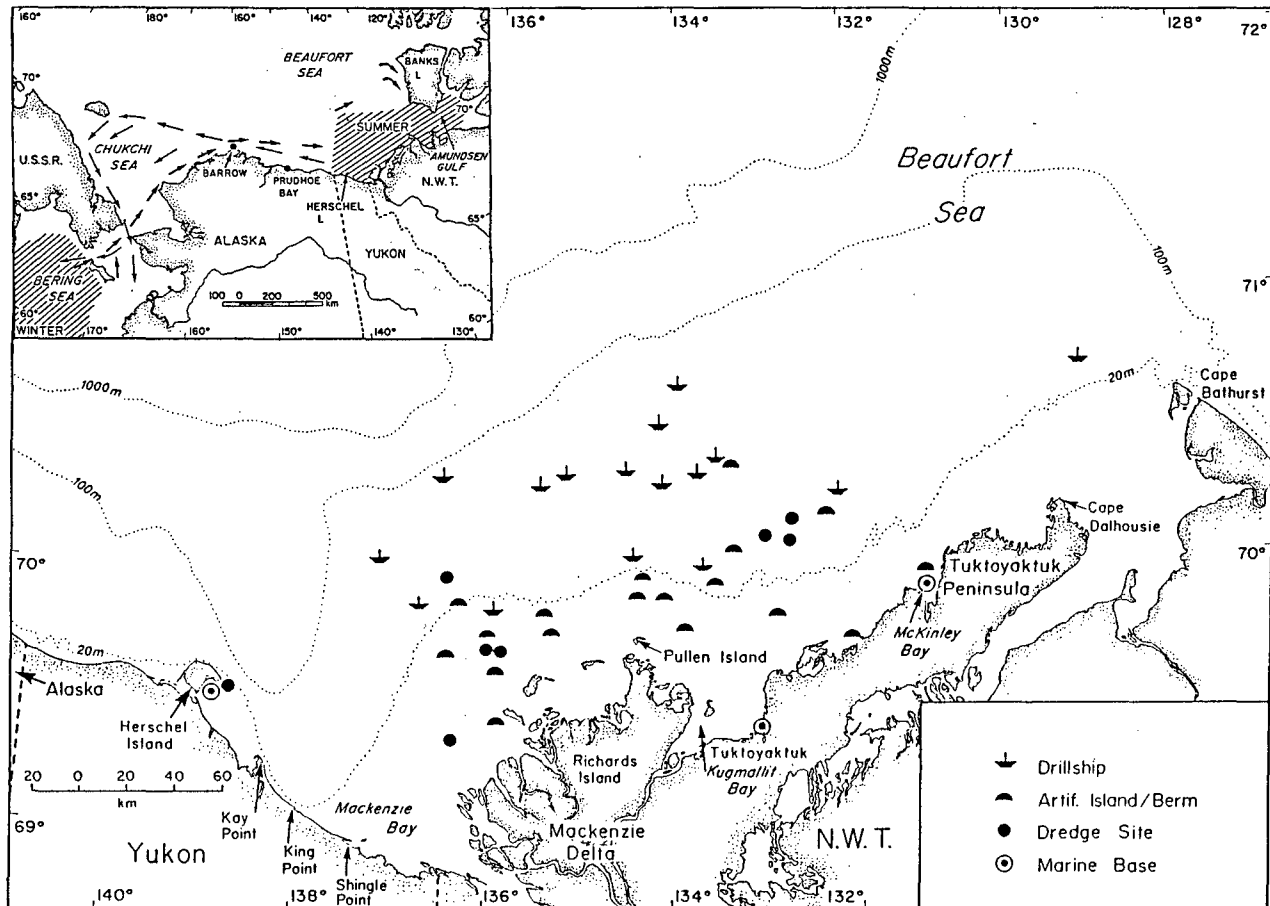 160°
180°
140°
120°
136°
134°
132°
130°
128°
72°
BEAUFORT
SEA
BANKS
I.
70°
70°
SUMMER
CHUKCHI
SEA
U.S.S.R.
BARROW
PRUDHOE
BAY
AMUNDSEN
GULF
N.W.T.
65°
65°
HERSCHEL
I.
ALASKA
YUKON
BERING
SEA
100 0 200 500
km
60°
60°
WINTER
170°
160°
150°
140°
130°
1000m
Beaufort
Sea
100m
71°
1000m
20m
Cape
Bathurst
100m
Cape
Dalhousie
70°
70°
Tuktoyaktuk
Peninsula
McKinley
Bay
20m
Pullen Island
Alaska
Herschel
Island
Tuktoyaktuk
Kugmallit
Bay
Richards
Island
20 0 20 40 60
km
Kay
Point
Mackenzie
Bay
69°
Yukon
King
Point
Shingle
Point
Mackenzie
Delta
N.W.T.
Drillship
Artif. Island/Berm
Dredge Site
Marine Base
140°
138°
136°
134°
132°